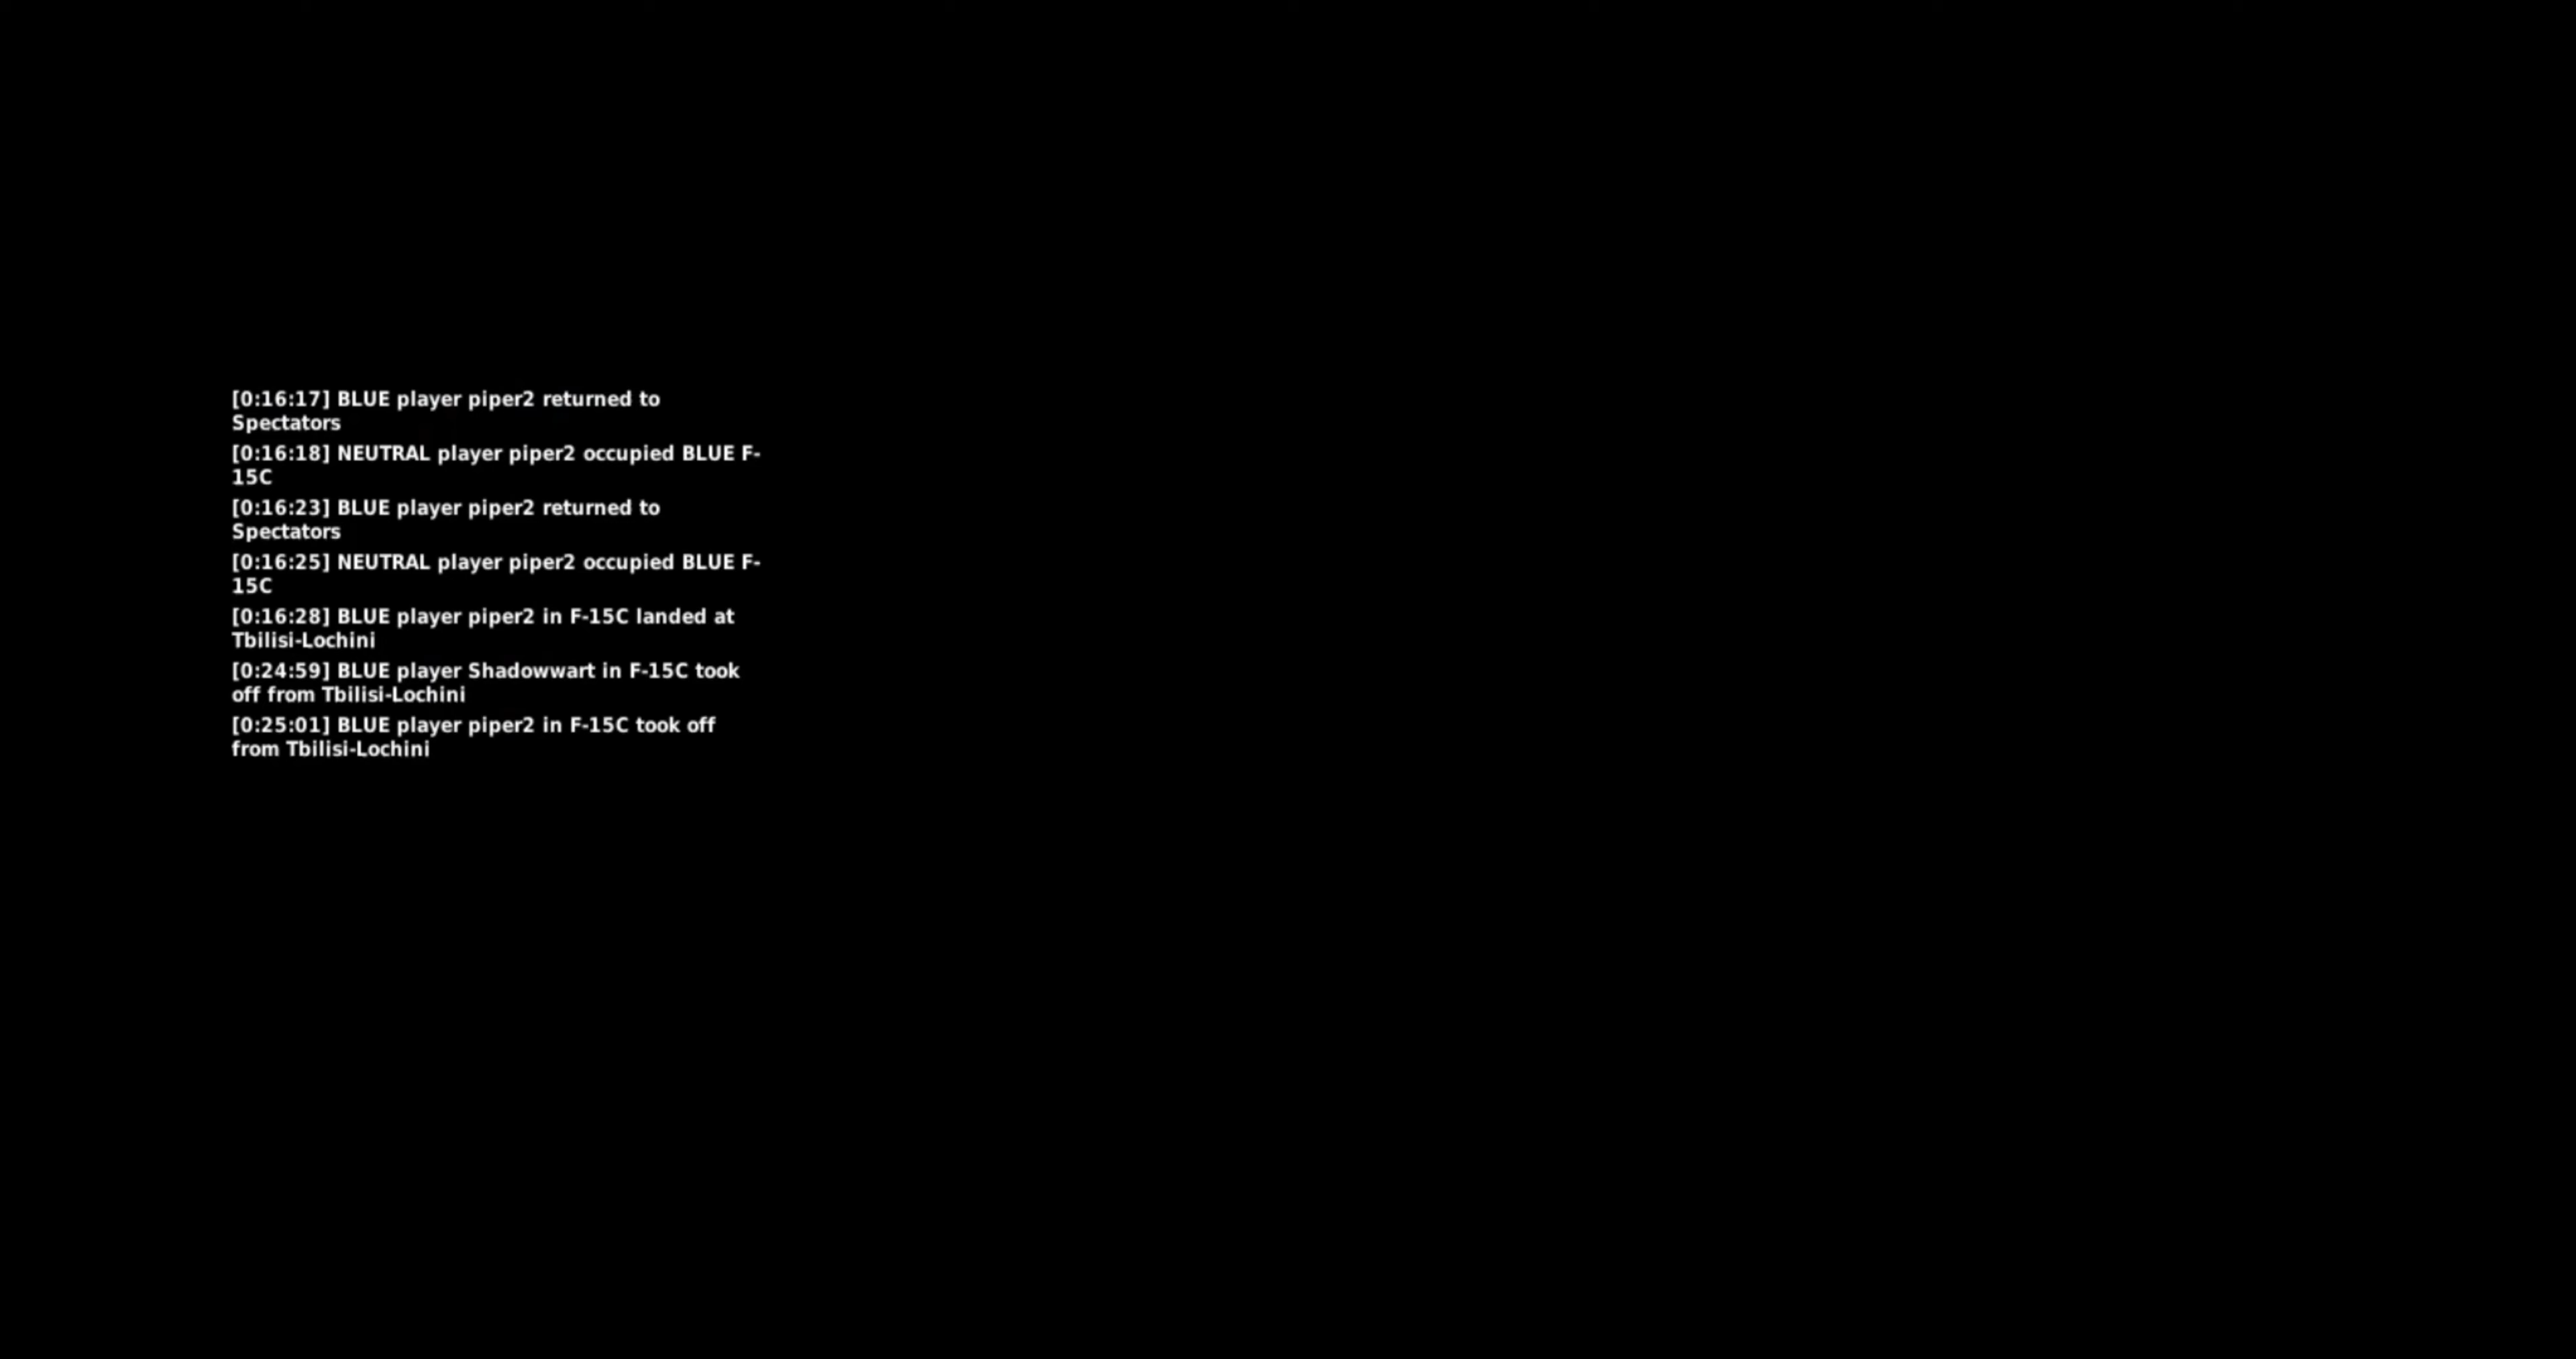 [0:16:17] BLUE player piper2 returned to
Spectators
[0:16:18] NEUTRAL player piper2 occupied BLUE F-
15C
[0:16:23] BLUE player piper2 returned to
Spectators
[0:16:25] NEUTRAL player piper2 occupied BLUE F-
15C
[0:16:28] BLUE player piper2 in F-15C landed at
Tbilisi-Lochini
[0:24:59] BLUE player Shadowwart in F-15C took
off from Tbilisi-Lochini
[0:25:01] BLUE player piper2 in F-15C took off
from Tbilisi-Lochini